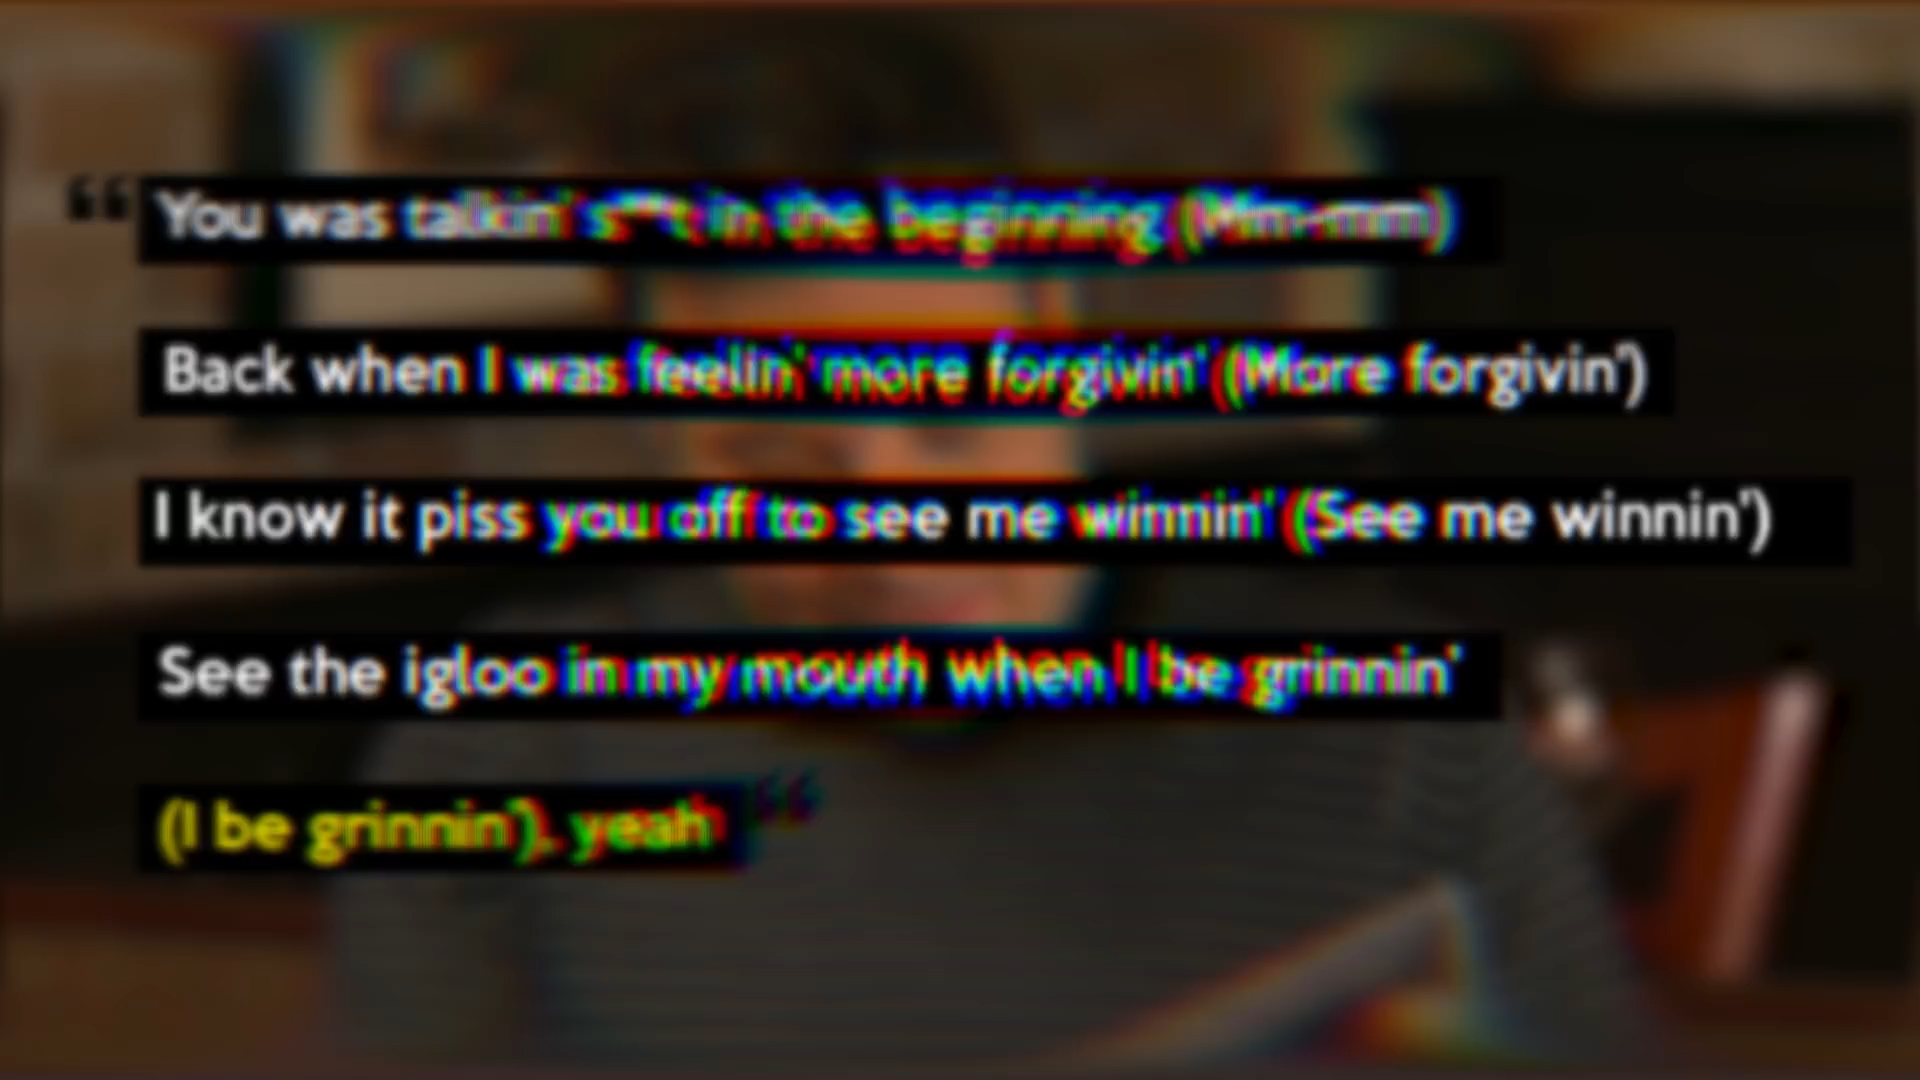 “ You was talkin' s**t in the beginning (Mm-mm)
Back when I was feelin' more forgivin' (More forgivin')
I know it piss you off to see me winnin' (See me winnin')
See the igloo in my mouth when I be grinnin'
(I be grinnin'), yeah “